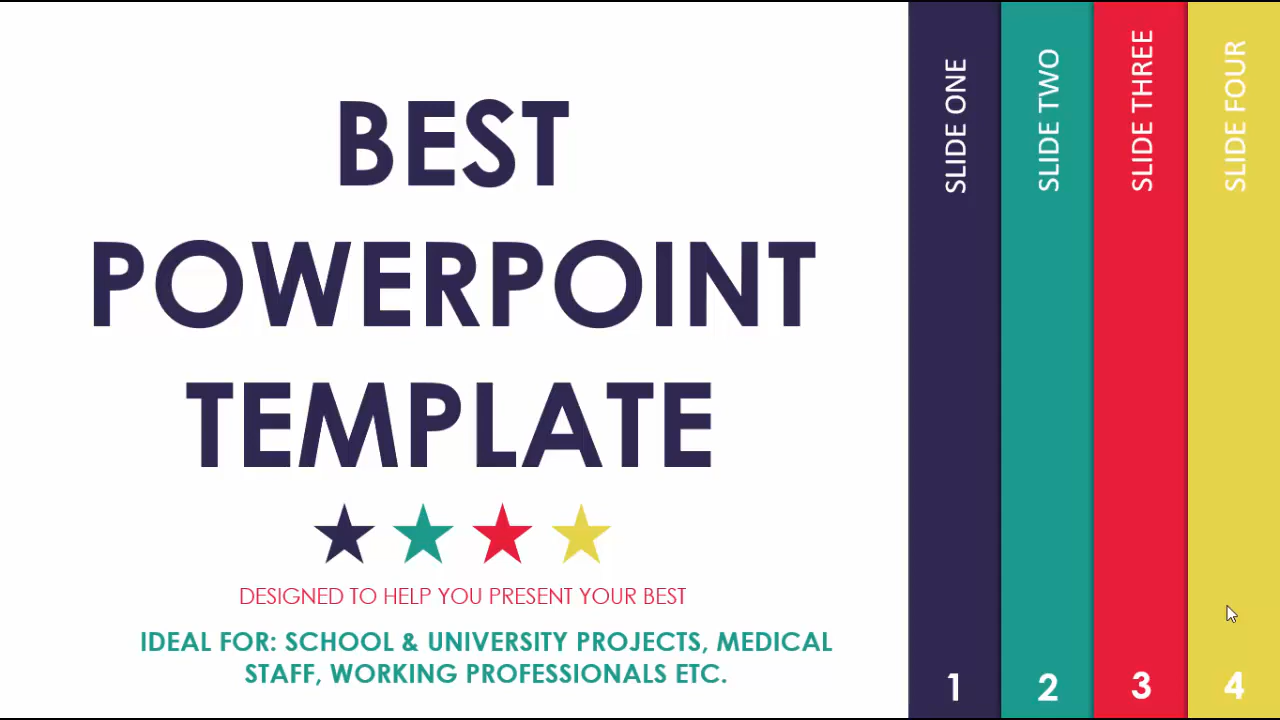 BEST
POWERPOINT
TEMPLATE
DESIGNED TO HELP YOU PRESENT YOUR BEST
IDEAL FOR: SCHOOL & UNIVERSITY PROJECTS, MEDICAL
STAFF, WORKING PROFESSIONALS ETC.
SLIDE ONE
1
SLIDE TWO
2
SLIDE THREE
3
SLIDE FOUR
4